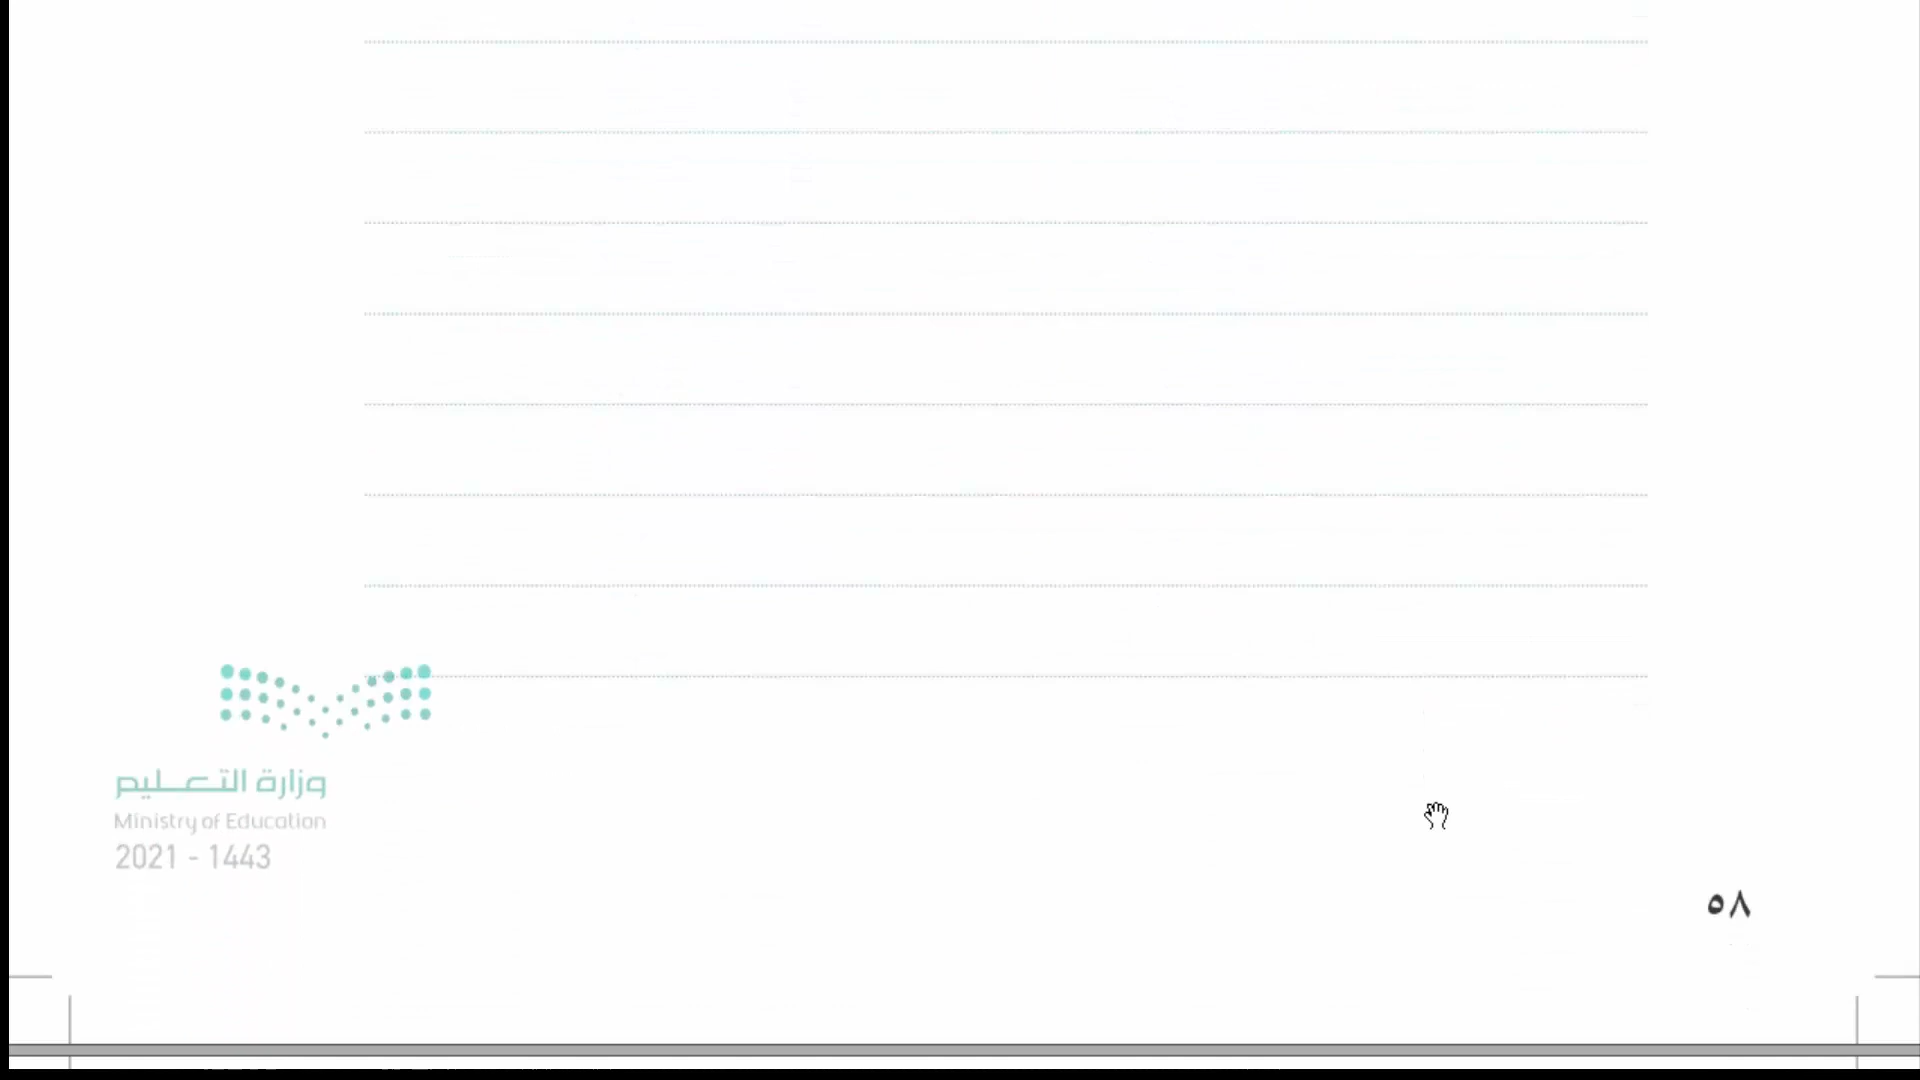 وزارة التعليم
Ministry of Education
2021 - 1443
٥٨